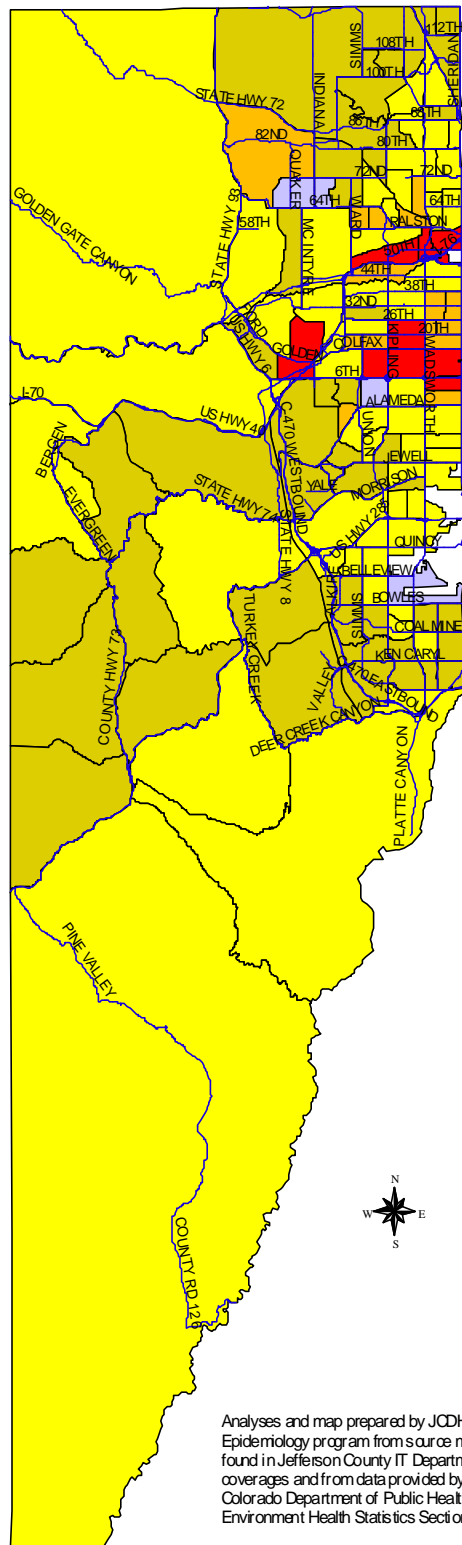 112TH
108TH
SIMMS
SHERIDAN
100TH
INDIANA
STATE HWY 72
88TH
86TH
82ND
80TH
QUAKER
72ND
72ND
64TH
64TH
WARD
GOLDEN GATE CANYON
STATE HWY 93
58TH
MC INTYRE
RALSTON
50TH
I-76
44TH
38TH
32ND
26TH
FORD
US HWY 6
20TH
COLFAX
KIPLING
WADSWORTH
GOLDEN
6TH
I-70
ALAMEDA
US HWY 40
UNION
BERGEN
C-470 WESTBOUND
JEWELL
YALE
MORRISON
EVERGREEN
STATE HWY 74
US HWY 285
STATE HWY 8
QUINCY
BELLEVIEW
BOWLES
TURKEY CREEK
SIMMS
COAL MINE
COUNTY HWY 73
KEN CARYL
VALLEY
C-470 EASTBOUND
DEER CREEK CANYON
PLATTE CANYON
PINE VALLEY
N
W E
S
COUNTY RD 126
Analyses and map prepared by JCDH
Epidemiology program from source m
found in Jefferson County IT Departm
coverages and from data provided by
Colorado Department of Public Healt
Environment Health Statistics Section